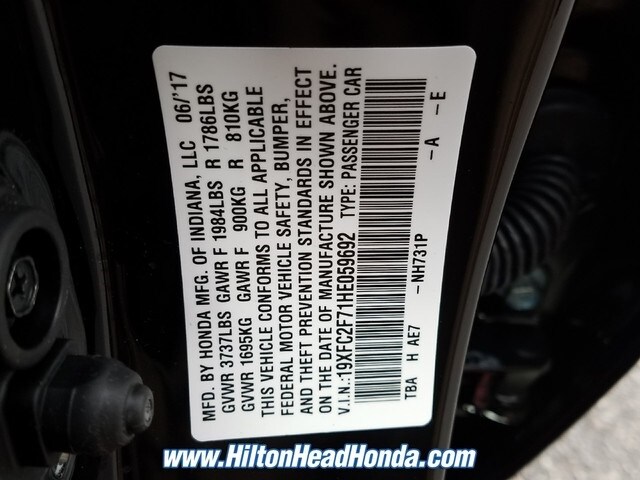 MFD. BY HONDA MFG. OF INDIANA, LLC 06/17
GVWR 3737LBS GAWR F 1984LBS R 1786LBS
GVWR 1695KG GAWR F 900KG R 810KG
THIS VEHICLE CONFORMS TO ALL APPLICABLE
FEDERAL MOTOR VEHICLE SAFETY, BUMPER,
AND THEFT PREVENTION STANDARDS IN EFFECT
ON THE DATE OF MANUFACTURE SHOWN ABOVE.
V.I.N.:19XFC2F71HE059692 TYPE: PASSENGER CAR
-NH731P -A -E
TBA H AE7
www.HiltonHeadHonda.com